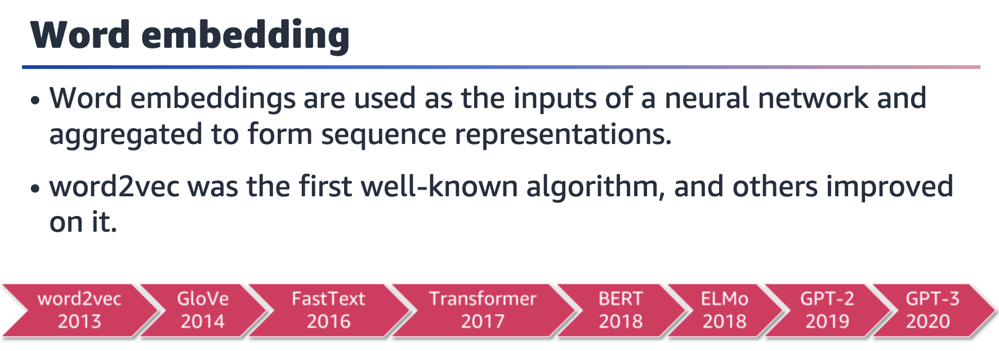 Word embedding
• Word embeddings are used as the inputs of a neural network and
aggregated to form sequence representations.
• word2vec was the first well-known algorithm, and others improved
on it.
word2vec
2013
GloVe
2014
FastText
2016
Transformer
2017
BERT
2018
ELMo
2018
GPT-2
2019
GPT-3
2020